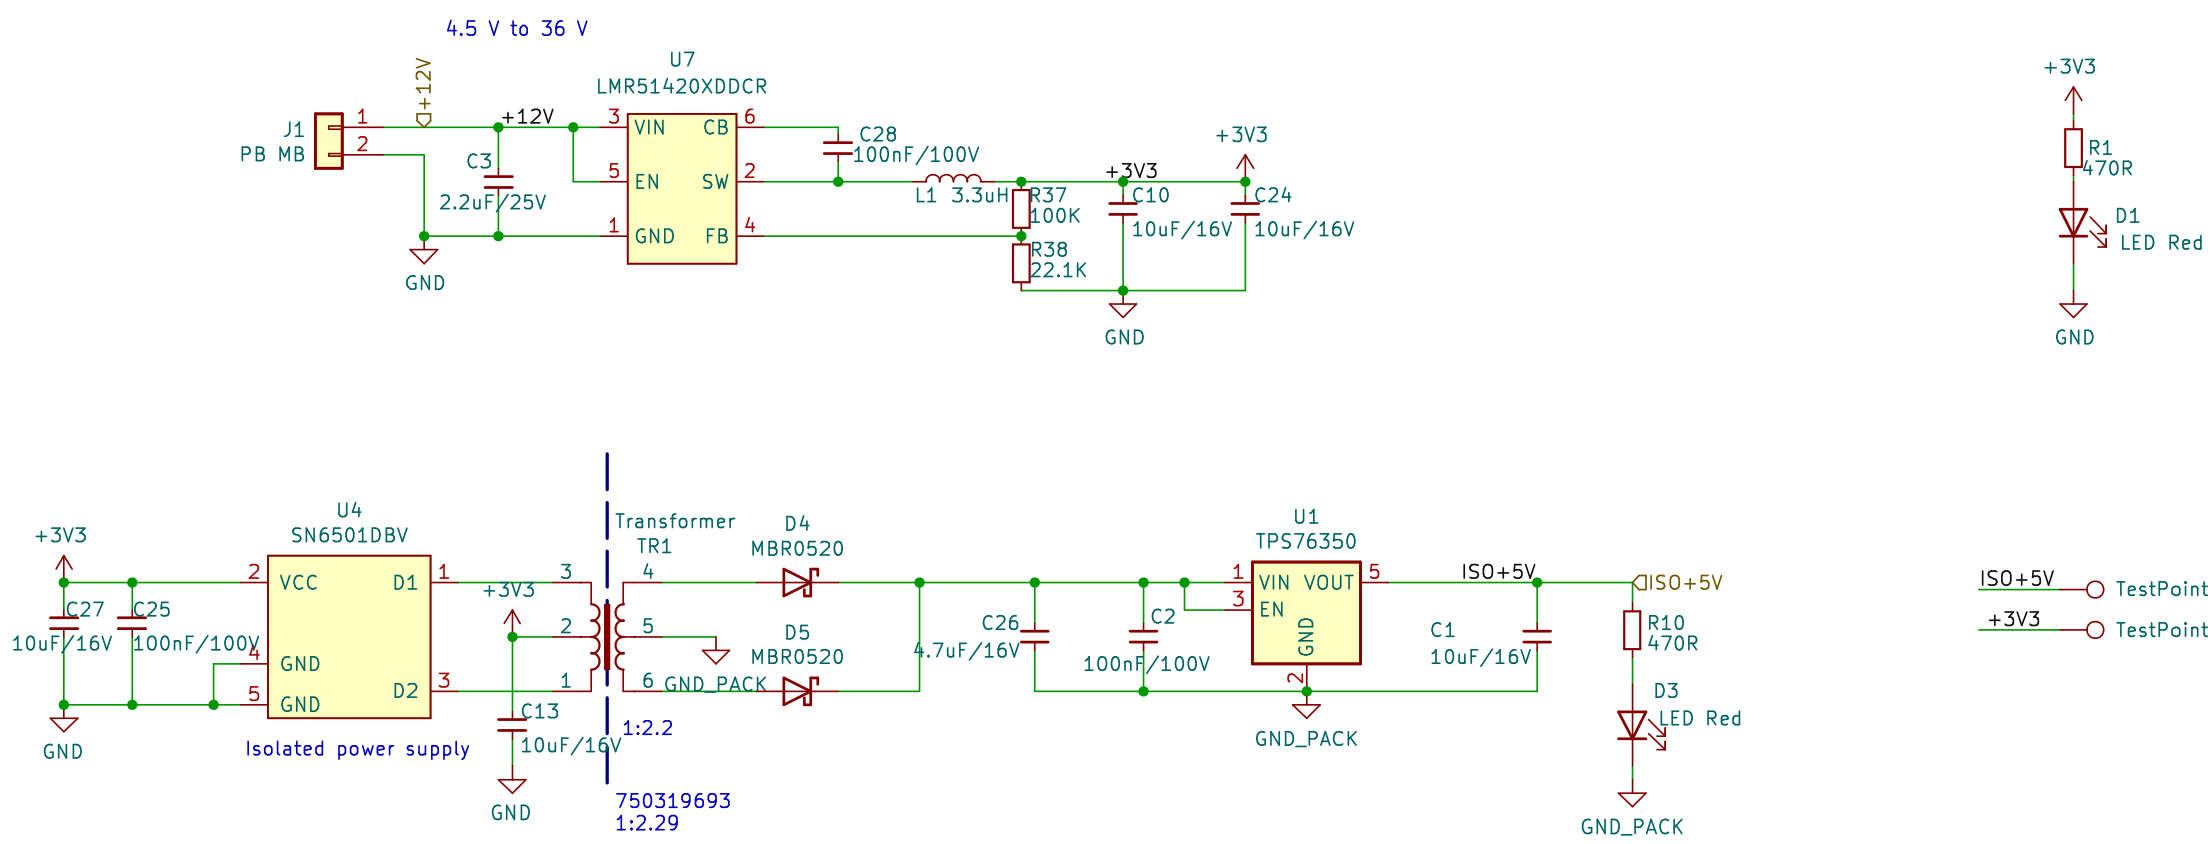 4.5 V to 36 V
+12V
J1
PB MB
1
2
+12V
C3
2.2uF/25V
GND
U7
LMR51420XDDCR
3 VIN CB 6
5 EN SW 2
1 GND FB 4
C28
100nF/100V
L1 3.3uH
R37
100K
R38
22.1K
+3V3
+3V3
C10
10uF/16V
C24
10uF/16V
GND
+3V3
R1
470R
D1
LED Red
GND
+3V3
C27
10uF/16V
C25
100nF/100V
GND
U4
SN6501DBV
2 VCC D1 1
4 GND
D2 3
5 GND
Isolated power supply
+3V3
3
2
1
C13
10uF/16V
GND
Transformer
TR1
4
5
6
GND_PACK
1:2.2
750319693
1:2.29
D4
MBR0520
D5
MBR0520
C26
4.7uF/16V
C2
100nF/100V
U1
TPS76350
1 VIN VOUT 5
3 EN
GND
2
GND_PACK
ISO+5V
C1
10uF/16V
ISO+5V
R10
470R
D3
LED Red
GND_PACK
ISO+5V TestPoint
+3V3 TestPoint